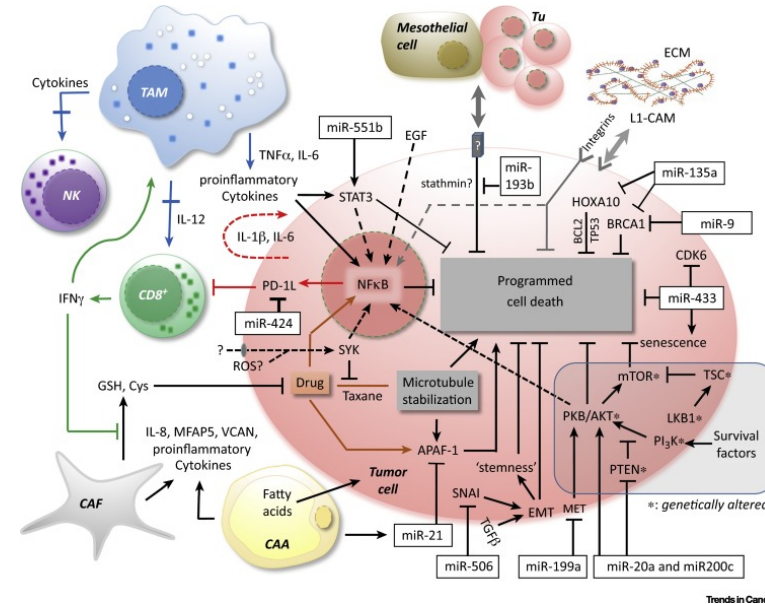 Mesothelial
cell
Tu
ECM
L1-CAM
Integrins
Cytokines
TAM
NK
TNFα, IL-6
proinflammatory
Cytokines
IL-12
IL-1β, IL-6
miR-551b
EGF
STAT3
?
stathmin?
miR-
193b
HOXA10
BCL2
TP53
BRCA1
miR-135a
miR-9
CDK6
miR-433
senescence
IFNγ
CD8+
PD-1L
miR-424
NFκB
Programmed
cell death
?
ROS?
SYK
Drug
Taxane
Microtubule
stabilization
GSH, Cys
IL-8, MFAP5, VCAN,
proinflammatory
Cytokines
APAF-1
Tumor
cell
CAF
Fatty
acids
CAA
miR-21
'stemness'
SNAI
TGFβ
EMT
MET
miR-506
miR-199a
miR-20a and miR200c
mTOR*
TSC*
PKB/AKT*
LKB1*
PI3K*
PTEN*
Survival
factors
*: genetically altered
Trends in Canc